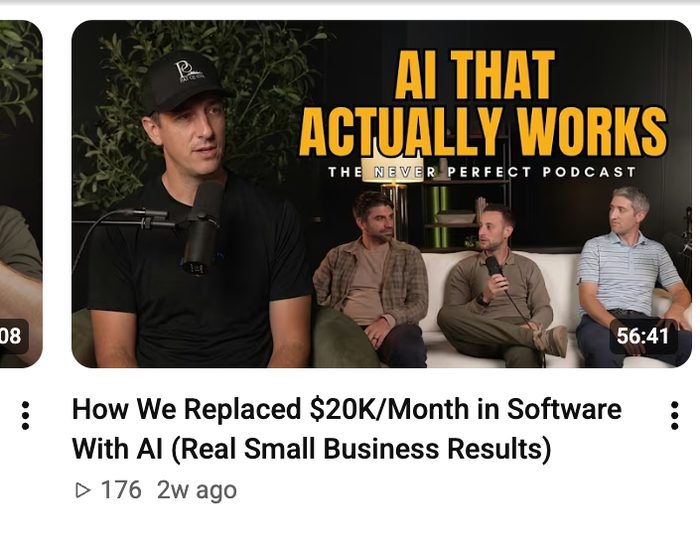 AI THAT
ACTUALLY WORKS
THE NEVER PERFECT PODCAST
08
56:41
How We Replaced $20K/Month in Software
With AI (Real Small Business Results)
176 2w ago